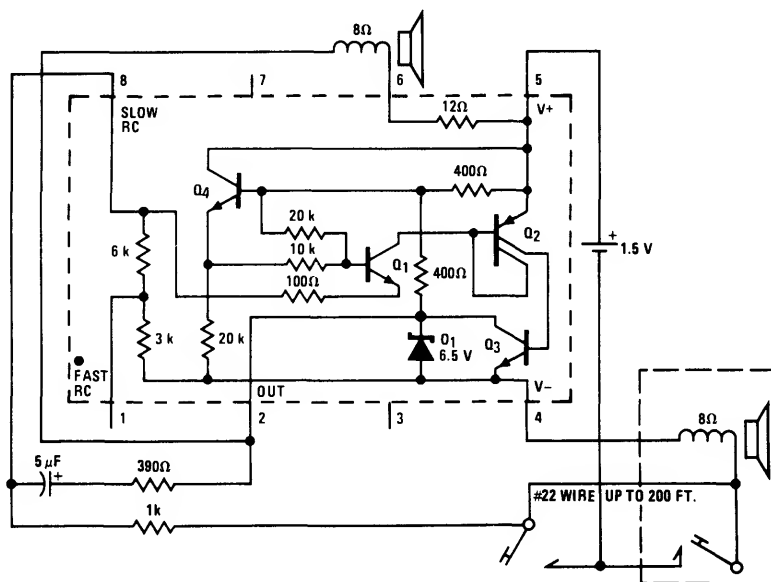 8Ω
8
7
6
5
SLOW
RC
12Ω
V+
400Ω
Q4
20 k
Q2
+
6 k
10 k
Q1
1.5 V
100Ω
400Ω
3 k
20 k
D1
6.5 V
Q3
FAST
RC
OUT
V−
1
2
3
4
8Ω
5 μF
+
390Ω
#22 WIRE UP TO 200 FT.
1k